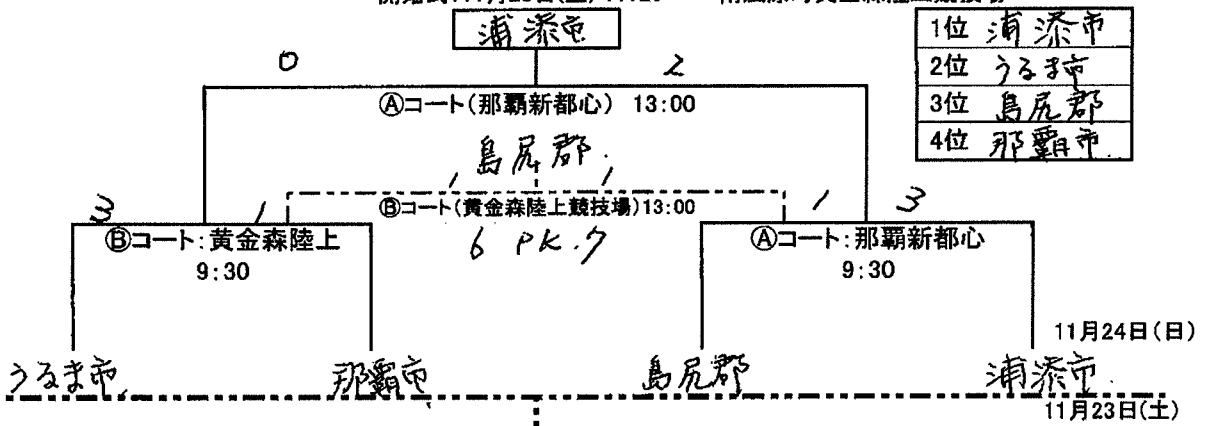 浦添市
1位 浦添市
2位 うるま市
3位 島尻郡
4位 那覇市
0 2
Ⓐコート(那覇新都心) 13:00
島尻郡
1 1
Ⓑコート(黄金森陸上競技場)13:00
6 PK 7
3 1
Ⓑコート:黄金森陸上
9:30
1 3
Ⓐコート:那覇新都心
9:30
11月24日(日)
うるま市 那覇市 島尻郡 浦添市
11月23日(土)